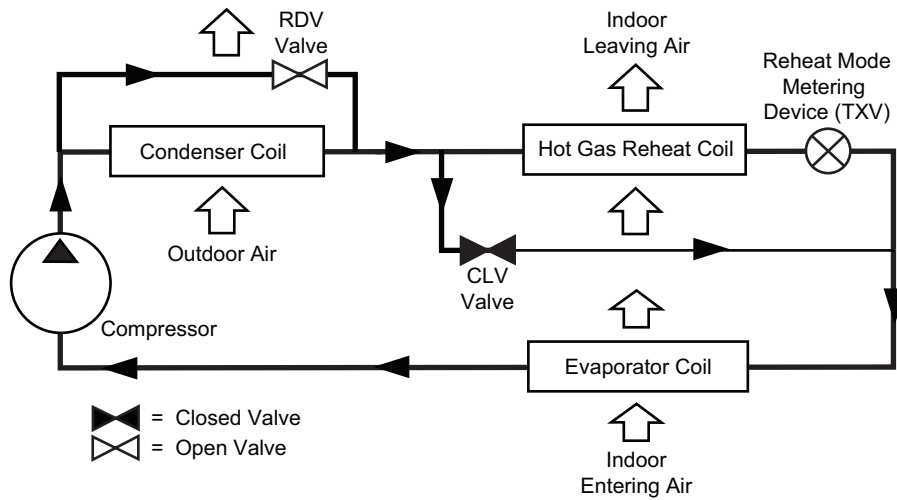 RDV
Valve
Indoor
Leaving Air
Reheat Mode
Metering
Device (TXV)
Condenser Coil
Hot Gas Reheat Coil
Outdoor Air
CLV
Valve
Compressor
Evaporator Coil
= Closed Valve
= Open Valve
Indoor
Entering Air